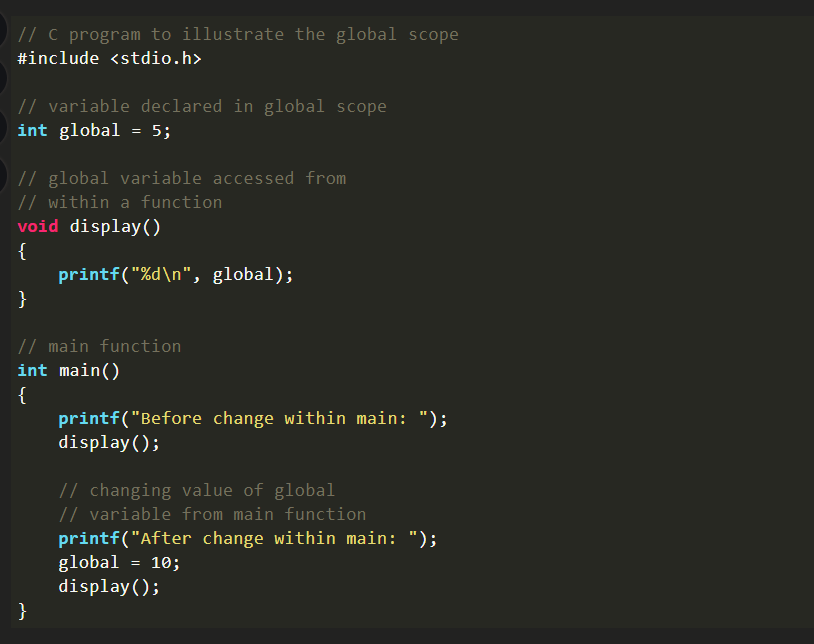 // C program to illustrate the global scope
#include <stdio.h>
// variable declared in global scope
int global = 5;
// global variable accessed from
// within a function
void display()
{
    printf("%d\n", global);
}
// main function
int main()
{
    printf("Before change within main: ");
    display();
    // changing value of global
    // variable from main function
    printf("After change within main: ");
    global = 10;
    display();
}